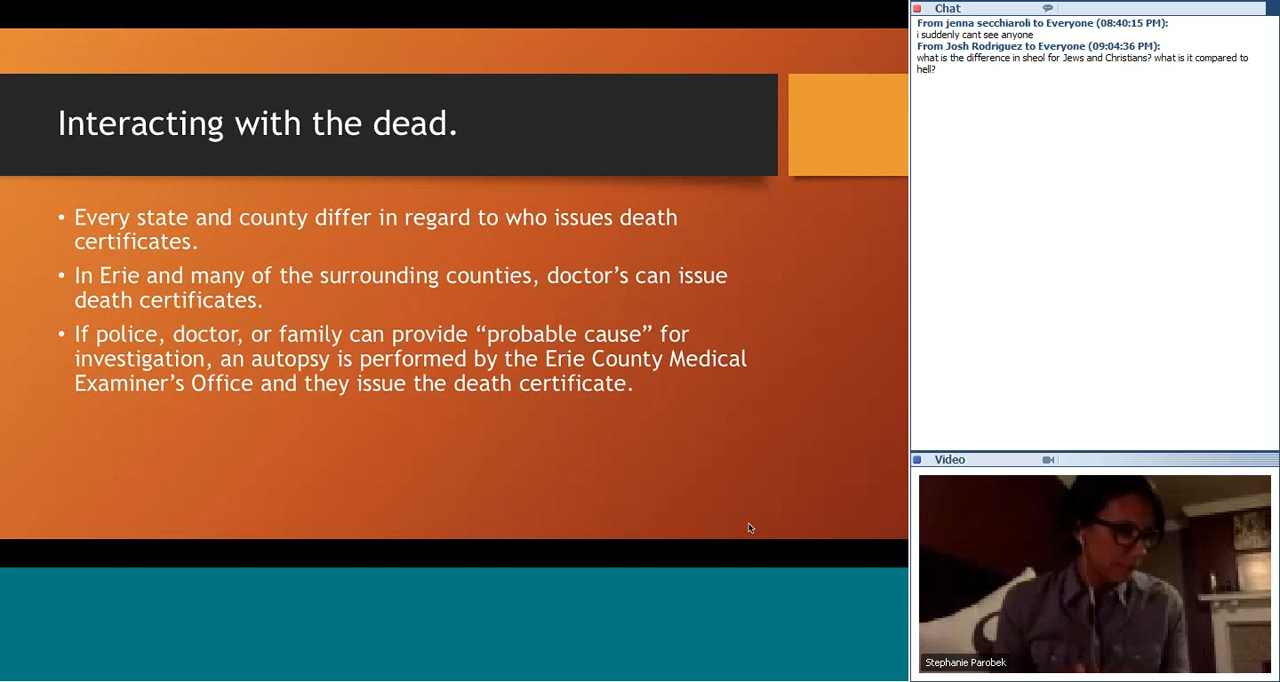 Interacting with the dead.
• Every state and county differ in regard to who issues death
certificates.
• In Erie and many of the surrounding counties, doctor’s can issue
death certificates.
• If police, doctor, or family can provide “probable cause” for
investigation, an autopsy is performed by the Erie County Medical
Examiner’s Office and they issue the death certificate.
Chat
From jenna secchiaroli to Everyone (08:40:15 PM):
i suddenly cant see anyone
From Josh Rodriguez to Everyone (09:04:36 PM):
what is the difference in sheol for Jews and Christians? what is it compared to
hell?
Video
Stephanie Parobek